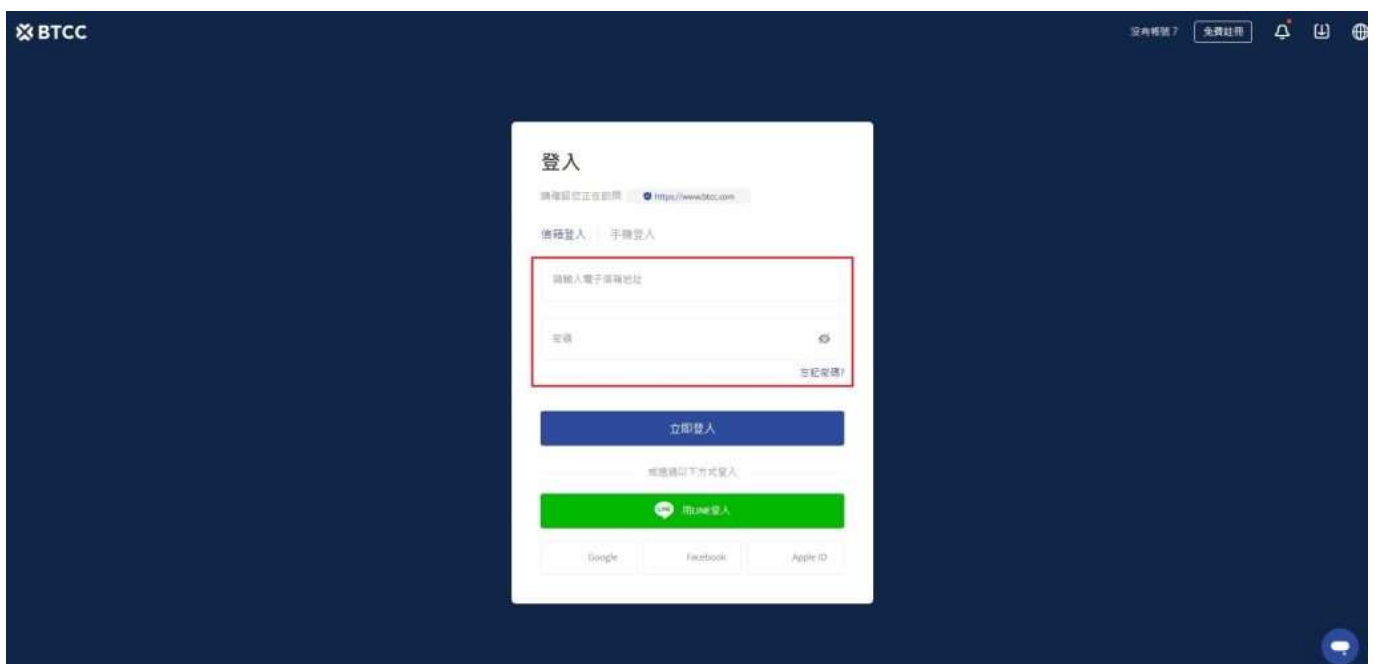 BTCC
沒有帳號？ 免費註冊
登入
請確認您正在訪問 https://www.btcc.com
信箱登入 手機登入
請輸入電子信箱地址
密碼
忘記密碼?
立即登入
或透過以下方式登入
LINE 用LINE登入
Google Facebook Apple ID